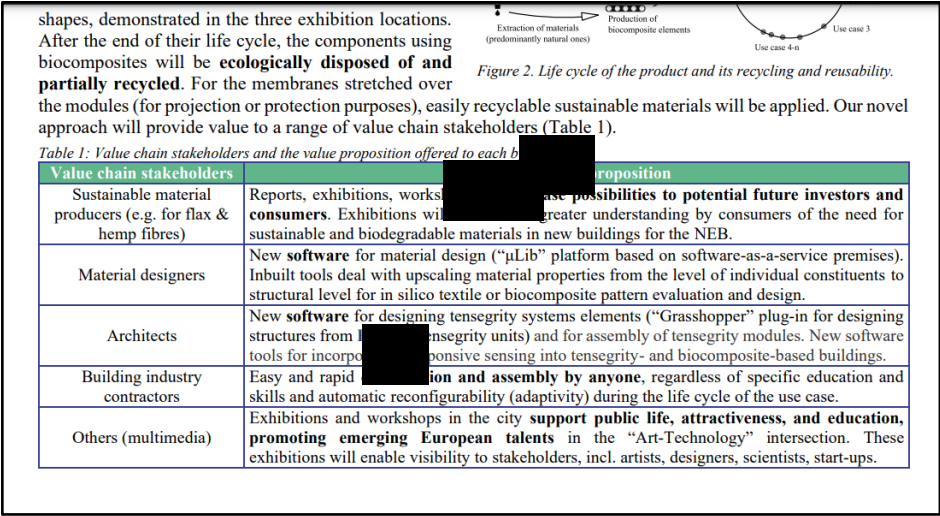 shapes, demonstrated in the three exhibition locations.
After the end of their life cycle, the components using
biocomposites will be ecologically disposed of and
partially recycled. For the membranes stretched over
Extraction of materials
(predominantly natural ones)
Production of
biocomposite elements
Use case 3
Use case 4-n
Figure 2. Life cycle of the product and its recycling and reusability.
the modules (for projection or protection purposes), easily recyclable sustainable materials will be applied. Our novel
approach will provide value to a range of value chain stakeholders (Table 1).
Table 1: Value chain stakeholders and the value proposition offered to each
Value chain stakeholders
Sustainable material
producers (e.g. for flax &
hemp fibres)
Reports, exhibitions, possibilities to potential future investors and
consumers. Exhibitions greater understanding by consumers of the need for
sustainable and biodegradable materials in new buildings for the NEB.
Material designers
New software for material design (“μLib” platform based on software-as-a-service premises).
Inbuilt tools deal with upscaling material properties from the level of individual constituents to
structural level for in silico textile or biocomposite pattern evaluation and design.
Architects
New software for designing tensegrity systems elements (“Grasshopper” plug-in for designing
structures from units) and for assembly of tensegrity modules. New software
tools for sensing into tensegrity- and biocomposite-based buildings.
Building industry
contractors
Easy and rapid and assembly by anyone, regardless of specific education and
skills and automatic reconfigurability (adaptivity) during the life cycle of the use case.
Others (multimedia)
Exhibitions and workshops in the city support public life, attractiveness, and education,
promoting emerging European talents in the “Art-Technology” intersection. These
exhibitions will enable visibility to stakeholders, incl. artists, designers, scientists, start-ups.